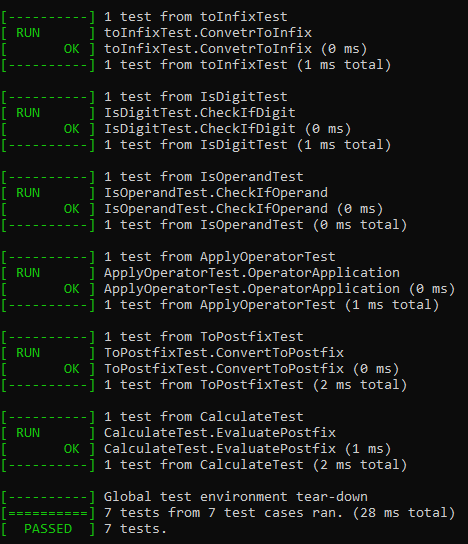 [----------] 1 test from toInfixTest
[ RUN      ] toInfixTest.ConvetrToInfix
[       OK ] toInfixTest.ConvetrToInfix (0 ms)
[----------] 1 test from toInfixTest (1 ms total)
[----------] 1 test from IsDigitTest
[ RUN      ] IsDigitTest.CheckIfDigit
[       OK ] IsDigitTest.CheckIfDigit (0 ms)
[----------] 1 test from IsDigitTest (1 ms total)
[----------] 1 test from IsOperandTest
[ RUN      ] IsOperandTest.CheckIfOperand
[       OK ] IsOperandTest.CheckIfOperand (0 ms)
[----------] 1 test from IsOperandTest (0 ms total)
[----------] 1 test from ApplyOperatorTest
[ RUN      ] ApplyOperatorTest.OperatorApplication
[       OK ] ApplyOperatorTest.OperatorApplication (0 ms)
[----------] 1 test from ApplyOperatorTest (1 ms total)
[----------] 1 test from ToPostfixTest
[ RUN      ] ToPostfixTest.ConvertToPostfix
[       OK ] ToPostfixTest.ConvertToPostfix (0 ms)
[----------] 1 test from ToPostfixTest (2 ms total)
[----------] 1 test from CalculateTest
[ RUN      ] CalculateTest.EvaluatePostfix
[       OK ] CalculateTest.EvaluatePostfix (1 ms)
[----------] 1 test from CalculateTest (2 ms total)
[----------] Global test environment tear-down
[==========] 7 tests from 7 test cases ran. (28 ms total)
[  PASSED  ] 7 tests.